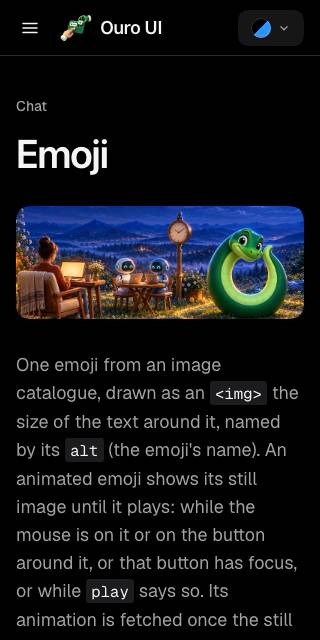 Ouro UI
Chat
Emoji
One emoji from an image
catalogue, drawn as an <img> the
size of the text around it, named
by its alt (the emoji's name). An
animated emoji shows its still
image until it plays: while the
mouse is on it or on the button
around it, or that button has focus,
or while play says so. Its
animation is fetched once the still